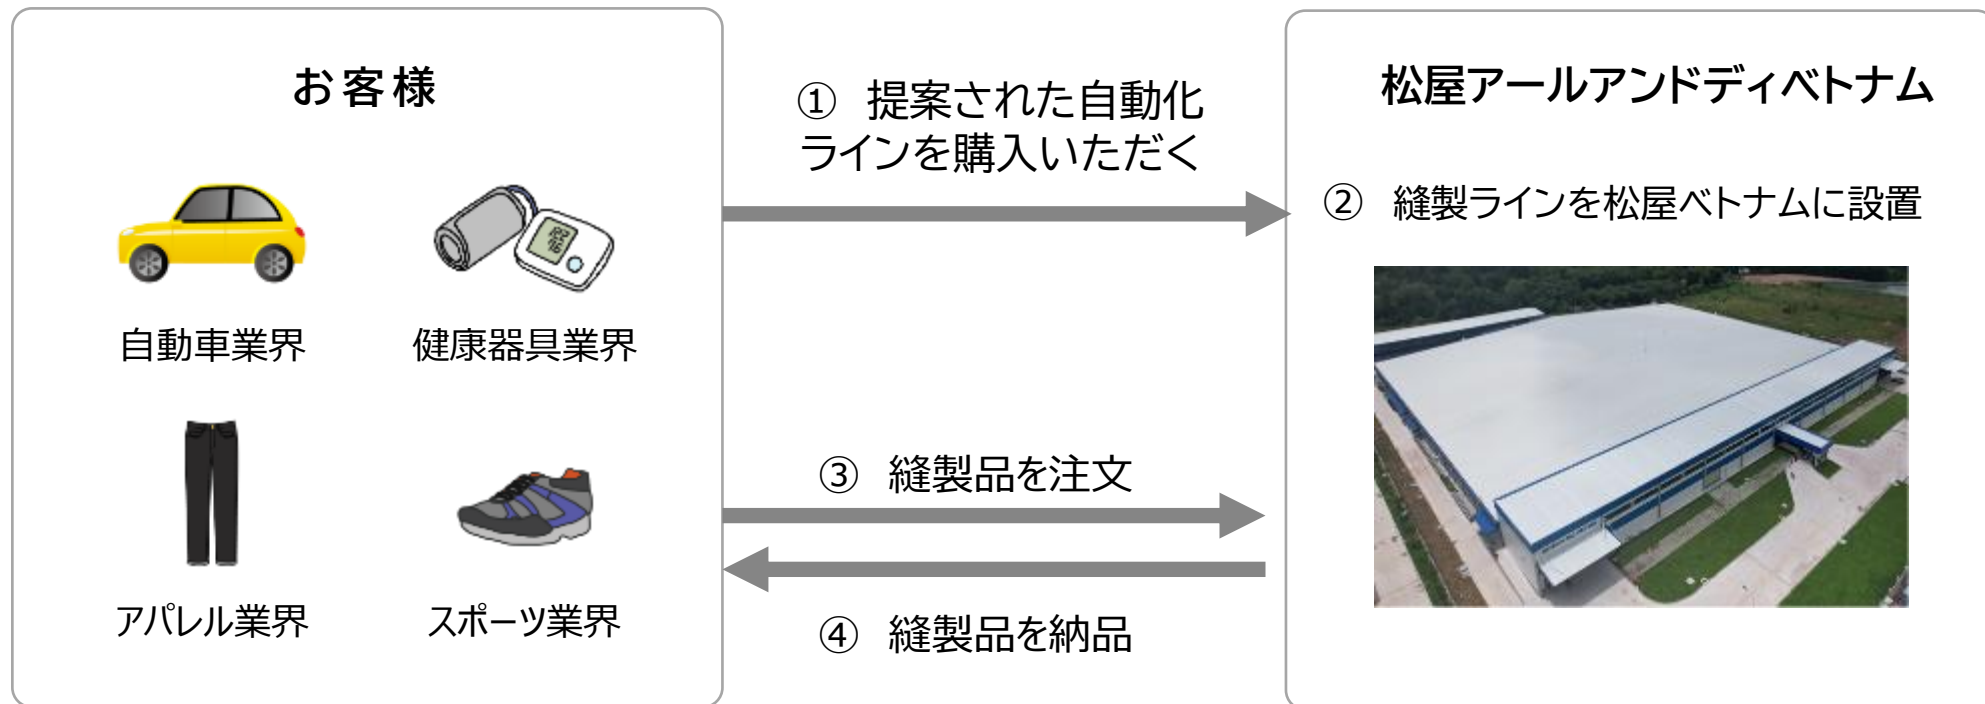 お客様
自動車業界
健康器具業界
アパレル業界
スポーツ業界
① 提案された自動化
ラインを購入いただく
③ 縫製品を注文
④ 縫製品を納品
松屋アールアンドディベトナム
② 縫製ラインを松屋ベトナムに設置